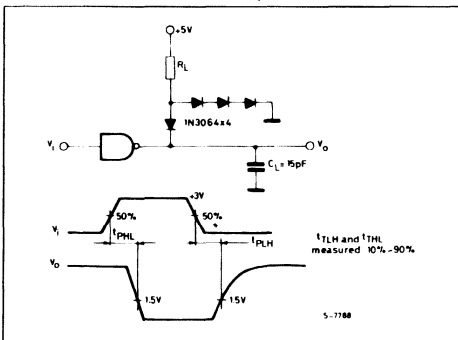 +5V
RL
1N3064x4
VI
VO
CL = 15pF
+3V
50%
50%
VI
tPHL
tPLH
tTLH and tTHL
measured 10%-90%
VO
1.5V
1.5V
S-7788